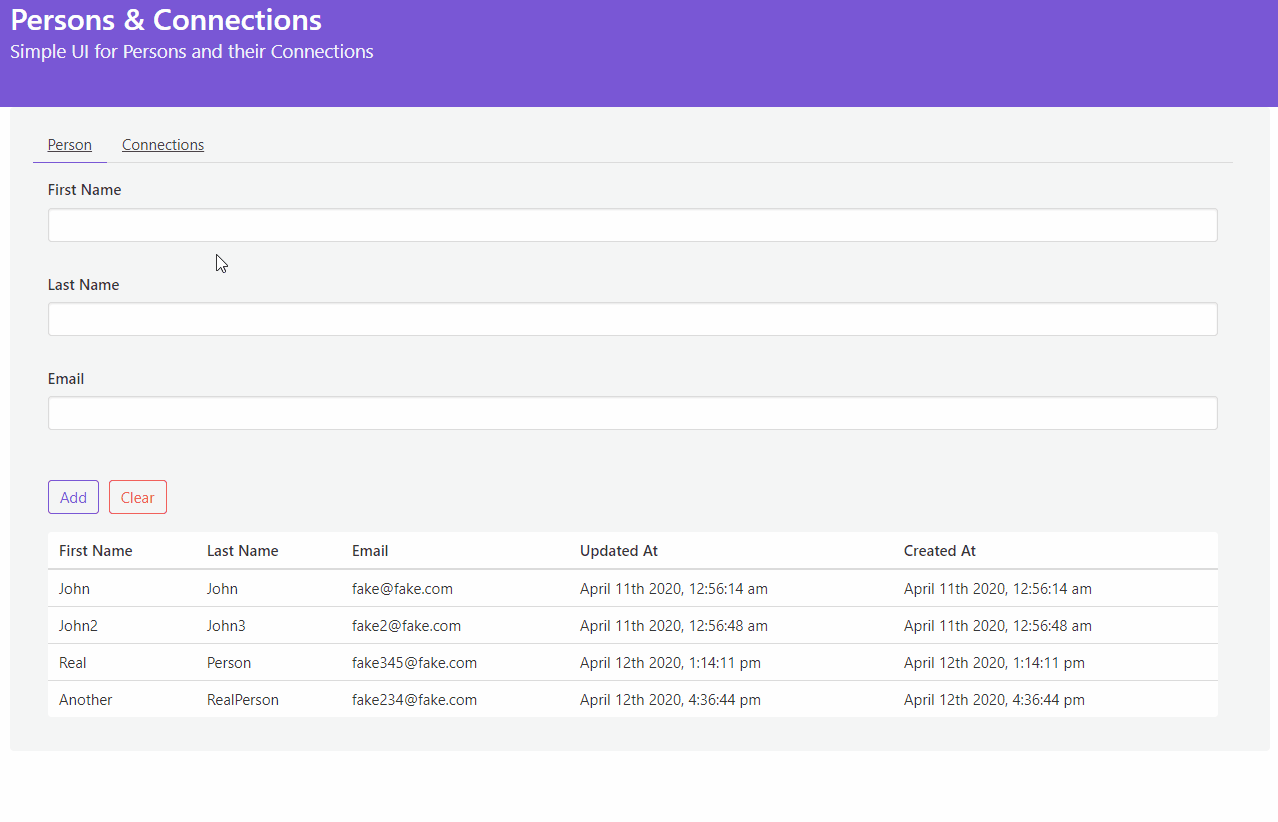 Persons & Connections
Simple UI for Persons and their Connections
Person Connections
First Name
Last Name
Email
Add Clear
First Name Last Name Email Updated At Created At
John John fake@fake.com April 11th 2020, 12:56:14 am April 11th 2020, 12:56:14 am
John2 John3 fake2@fake.com April 11th 2020, 12:56:48 am April 11th 2020, 12:56:48 am
Real Person fake345@fake.com April 12th 2020, 1:14:11 pm April 12th 2020, 1:14:11 pm
Another RealPerson fake234@fake.com April 12th 2020, 4:36:44 pm April 12th 2020, 4:36:44 pm